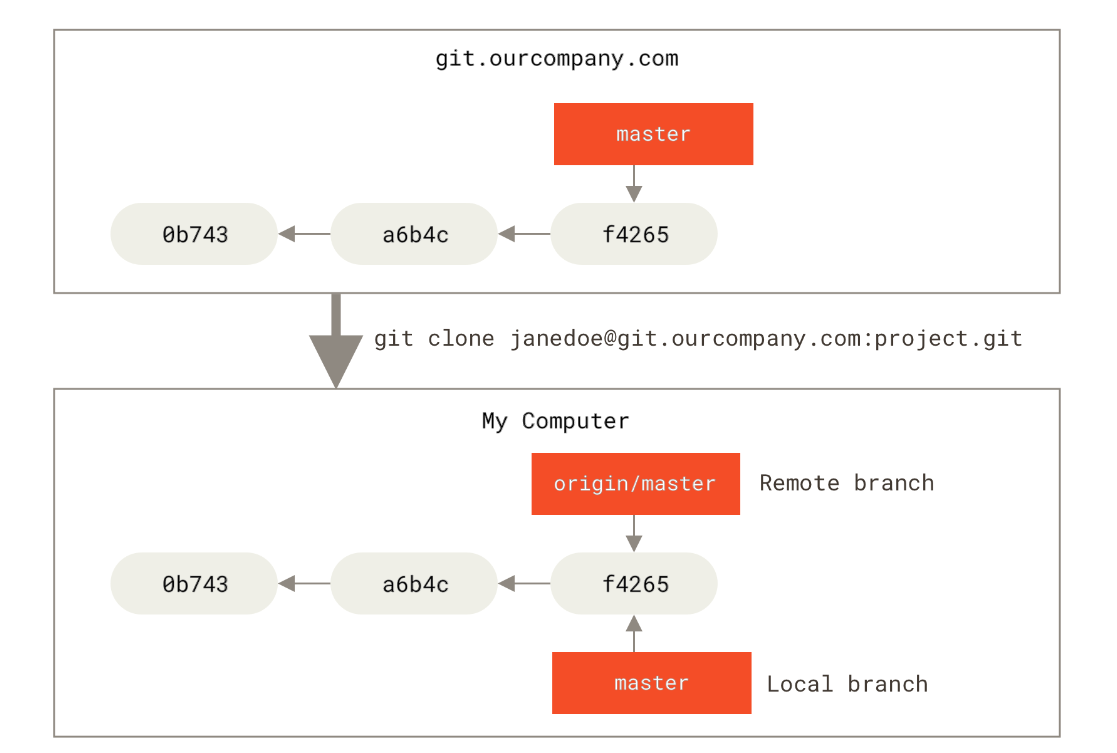 git.ourcompany.com
master
0b743 a6b4c f4265
git clone janedoe@git.ourcompany.com:project.git
My Computer
origin/master Remote branch
0b743 a6b4c f4265
master Local branch